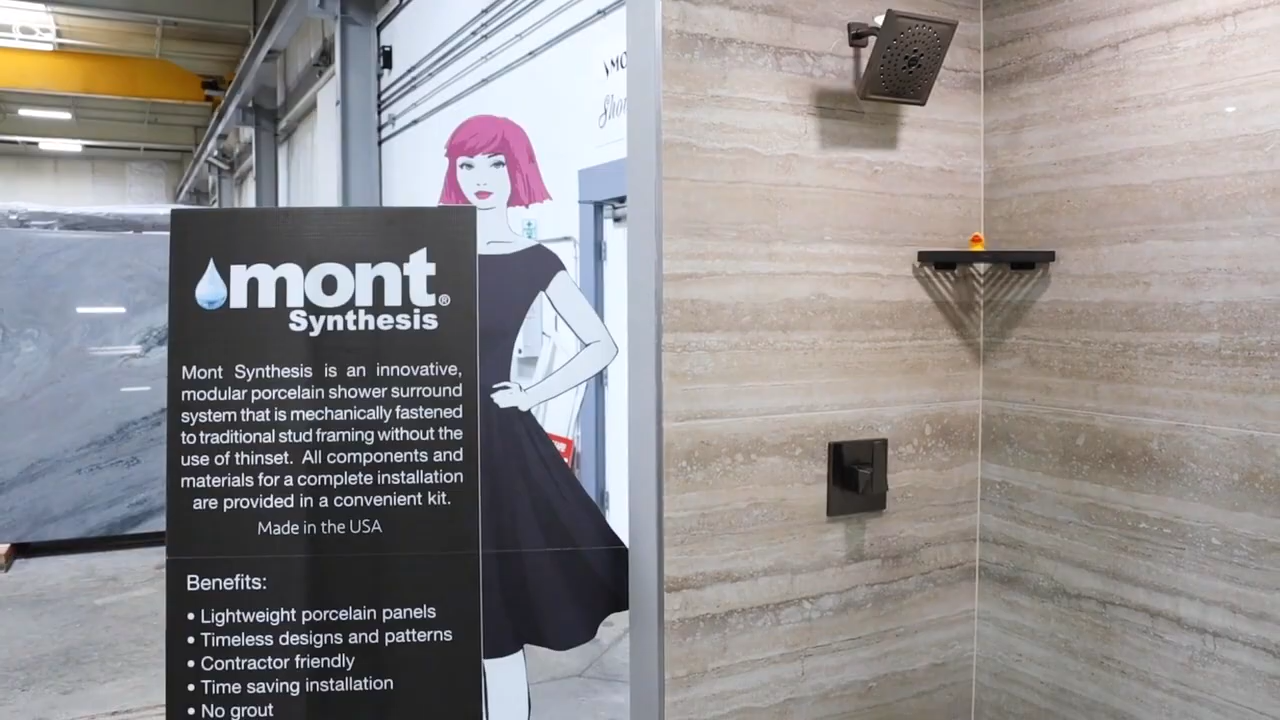 mont®
Synthesis
Mont Synthesis is an innovative,
modular porcelain shower surround
system that is mechanically fastened
to traditional stud framing without the
use of thinset. All components and
materials for a complete installation
are provided in a convenient kit.
Made in the USA
Benefits:
• Lightweight porcelain panels
• Timeless designs and patterns
• Contractor friendly
• Time saving installation
• No grout